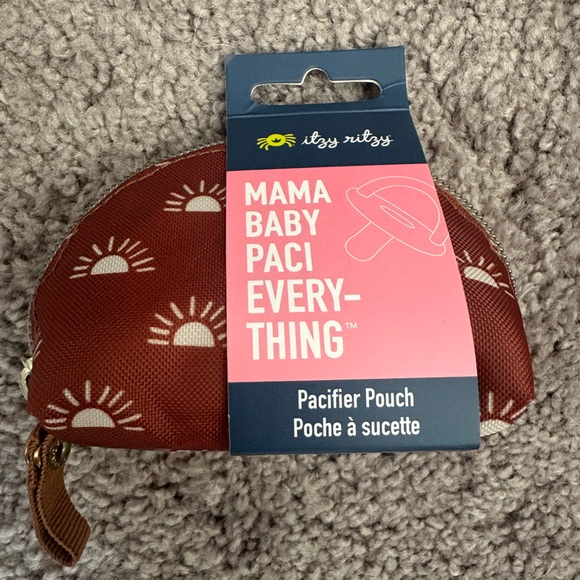 itzy ritzy
MAMA
BABY
PACI
EVERY-
THING™
Pacifier Pouch
Poche à sucette